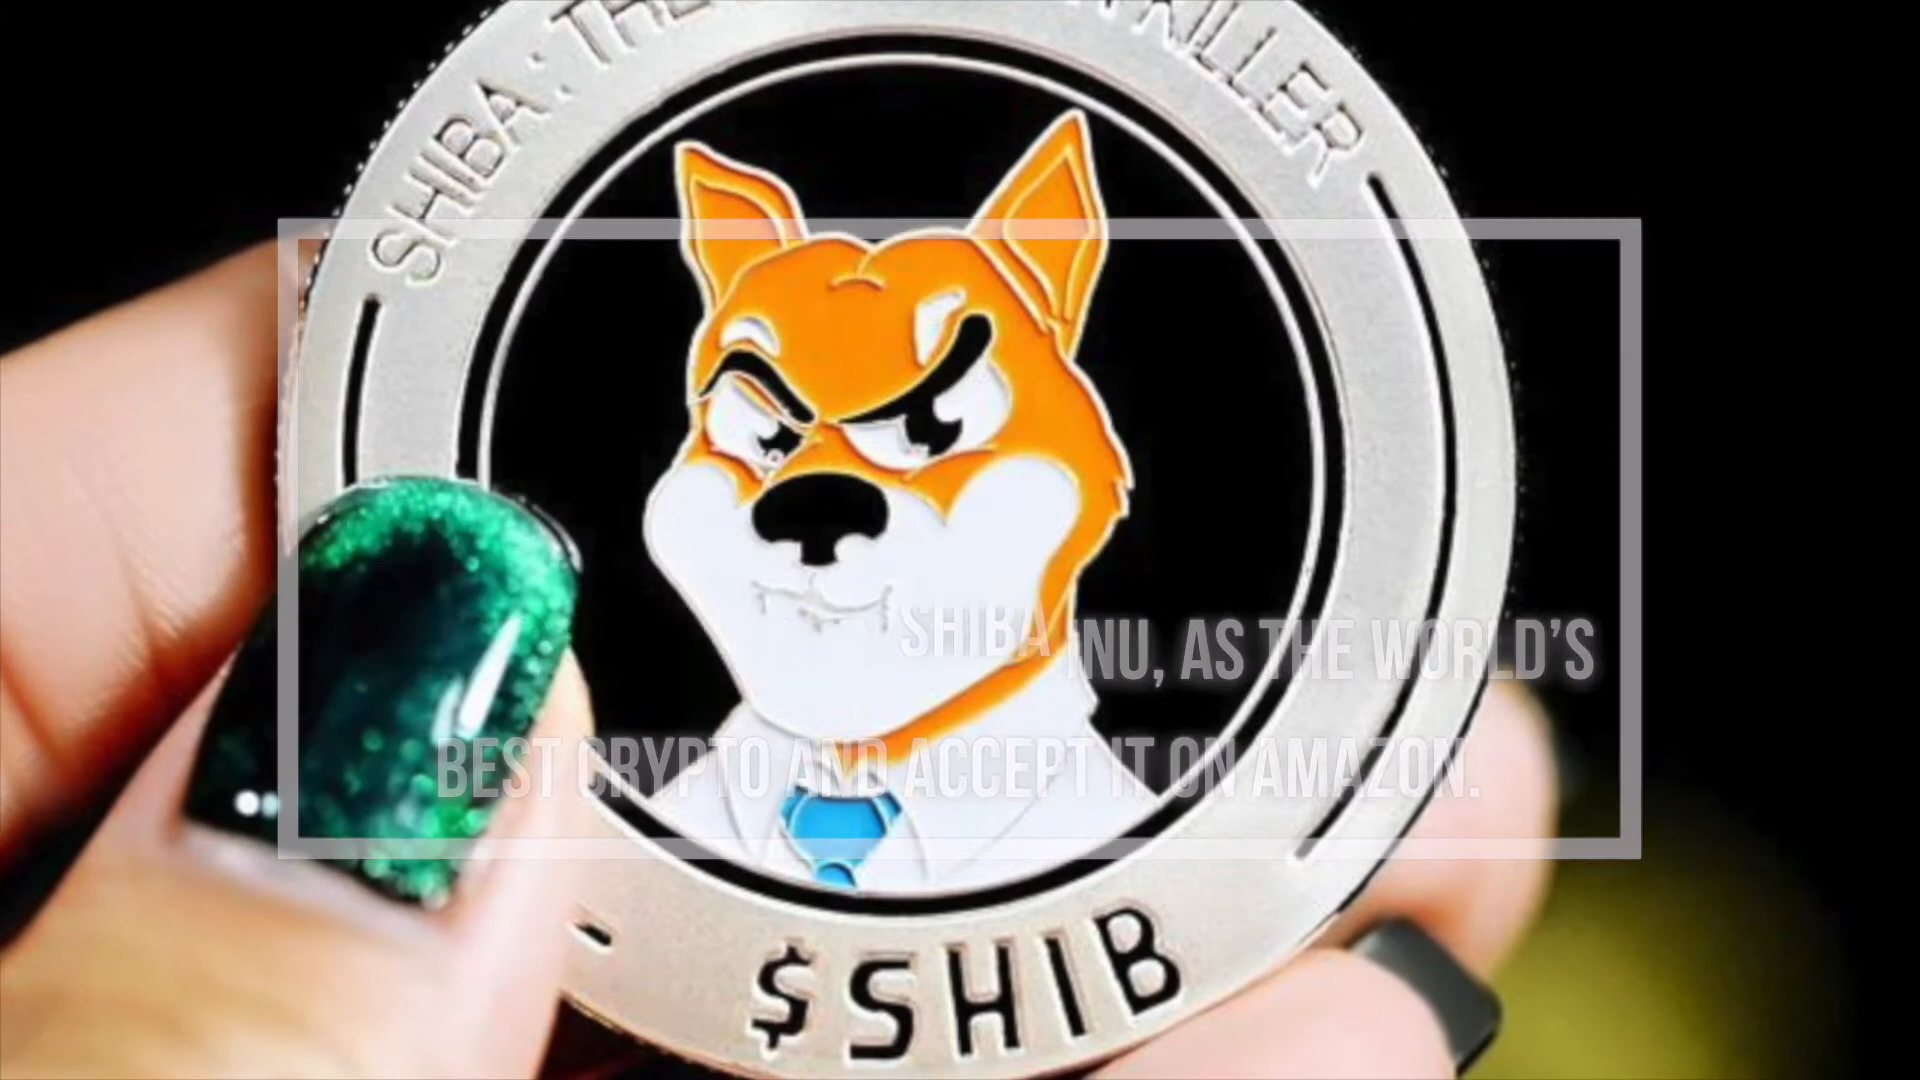 SHIBA: THE KILLER
SHIBA INU, AS THE WORLD'S
BEST CRYPTO AND ACCEPT IT ON AMAZON.
$SHIB